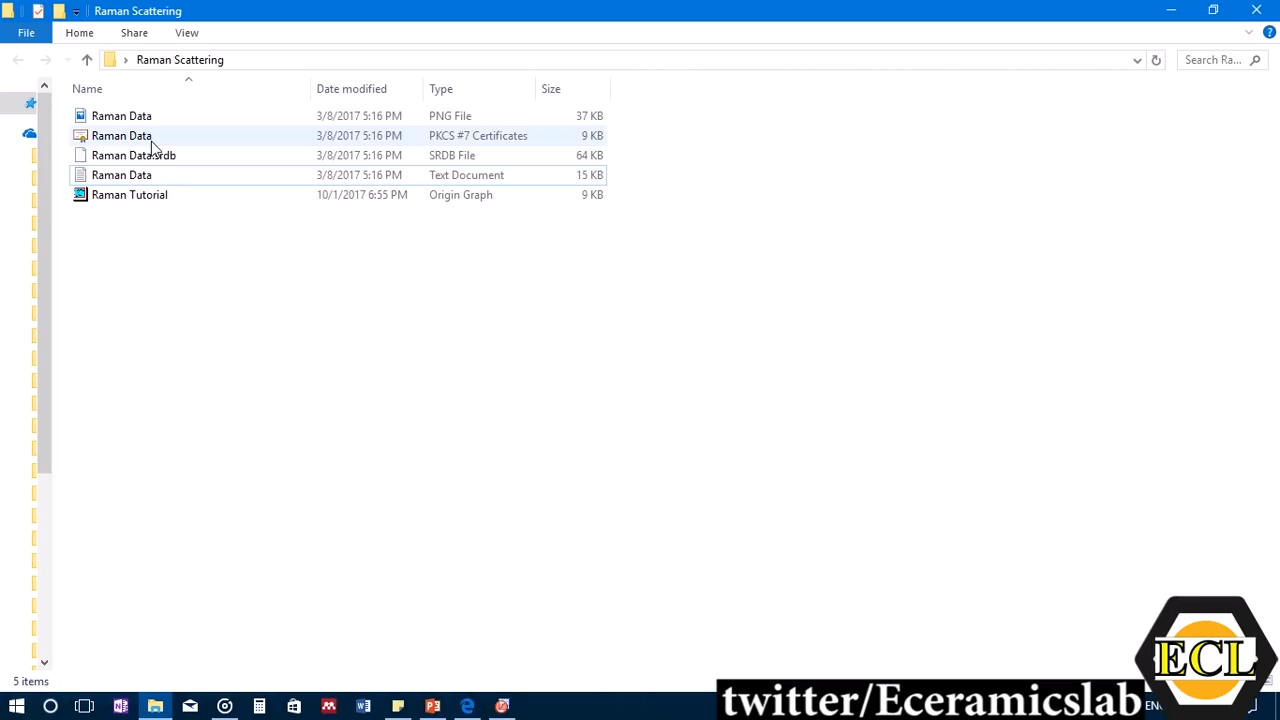 Raman Scattering
File Home Share View
Raman Scattering Search Ra...
Name Date modified Type Size
Raman Data 3/8/2017 5:16 PM PNG File 37 KB
Raman Data 3/8/2017 5:16 PM PKCS #7 Certificates 9 KB
Raman Data.srdb 3/8/2017 5:16 PM SRDB File 64 KB
Raman Data 3/8/2017 5:16 PM Text Document 15 KB
Raman Tutorial 10/1/2017 6:55 PM Origin Graph 9 KB
ECL
5 items
twitter/Eceramicslab